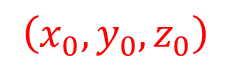 (x₀, y₀, z₀)